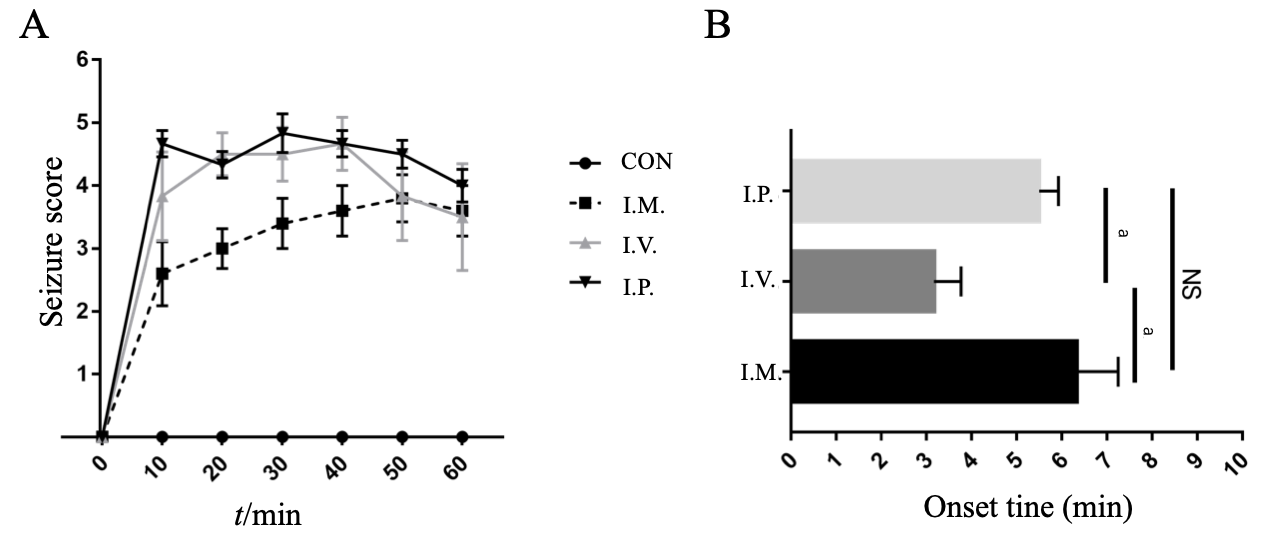 A
Seizure score
6
5
4
3
2
1
0
10
20
30
40
50
60
t/min
CON
I.M.
I.V.
I.P.
B
I.P.
I.V.
I.M.
a
a
NS
0
1
2
3
4
5
6
7
8
9
10
Onset tine (min)